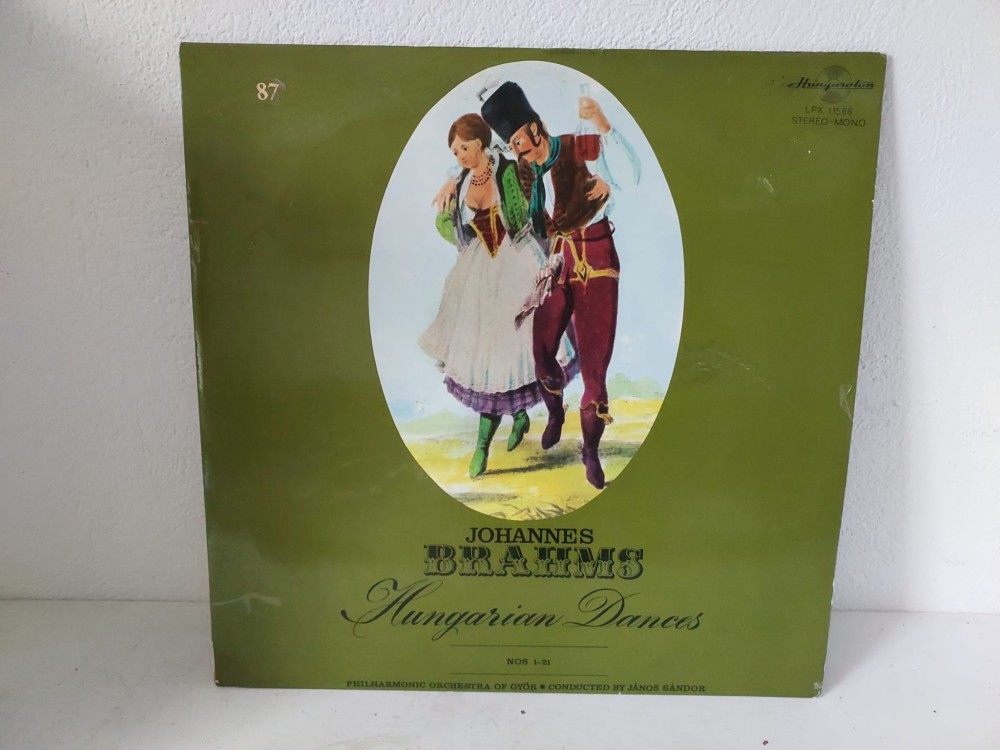 87
Hungaroton
LPX 11566
STEREO-MONO
JOHANNES
BRAHMS
Hungarian Dances
NOS 1-21
PHILHARMONIC ORCHESTRA OF GYŐR • CONDUCTED BY JÁNOS SÁNDOR